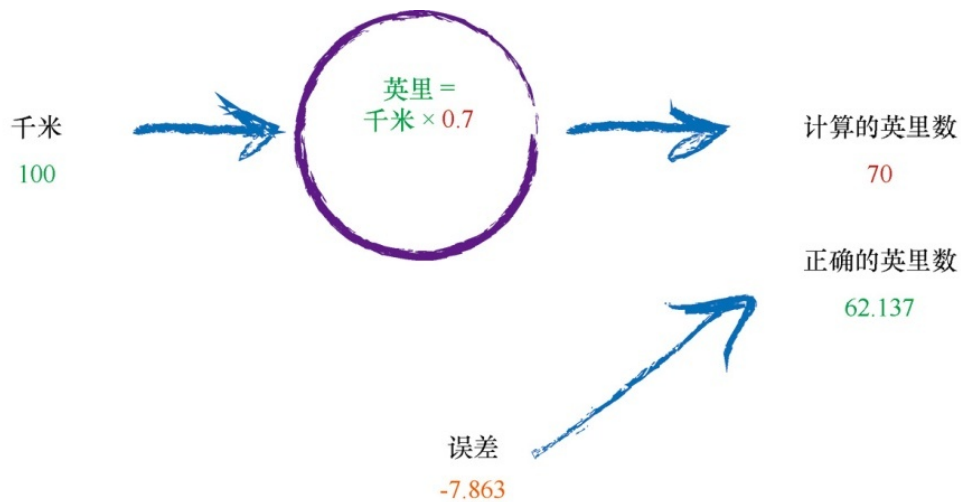 千米
100
英里 =
千米 × 0.7
计算的英里数
70
正确的英里数
62.137
误差
-7.863